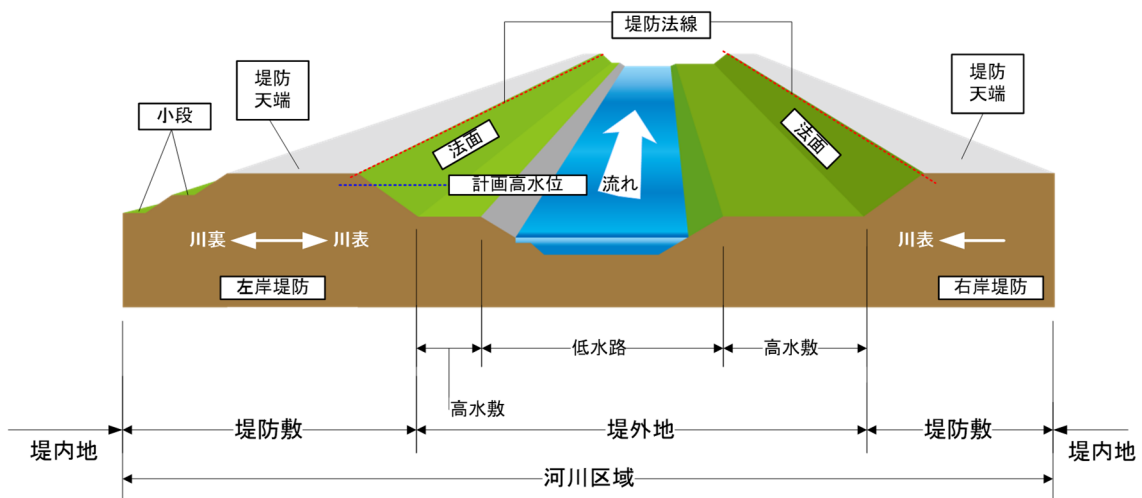 堤防法線
堤防
天端
堤防
天端
小段
法面
法面
計画高水位
流れ
川裏
川表
川表
左岸堤防
右岸堤防
低水路
高水敷
高水敷
堤防敷
堤外地
堤防敷
堤内地
堤内地
河川区域